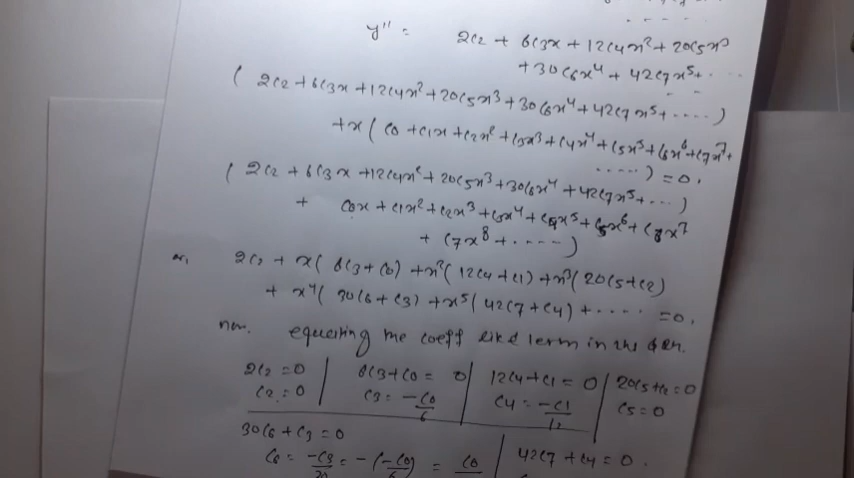 y'' = 2c2 + 6c3x + 12c4x² + 20c5x³
+ 30c6x⁴ + 42c7x⁵ + ....
( 2c2 + 6c3x + 12c4x² + 20c5x³ + 30c6x⁴ + 42c7x⁵ + .... )
+ x ( c0 + c1x + c2x² + c3x³ + c4x⁴ + c5x⁵ + c6x⁶ + c7x⁷ +
..... ) = 0.
( 2c2 + 6c3x + 12c4x² + 20c5x³ + 30c6x⁴ + 42c7x⁵ + ... )
+ c0x + c1x² + c2x³ + c3x⁴ + c4x⁵ + c5x⁶ + c6x⁷
+ c7x⁸ + .... )
or, 2c2 + x ( 6c3 + c0 ) + x² ( 12c4 + c1 ) + x³ ( 20c5 + c2 )
+ x⁴ ( 30c6 + c3 ) + x⁵ ( 42c7 + c4 ) + ..... = 0.
now. equating the coeff like term in the
2c2 = 0 | 6c3 + c0 = 0 | 12c4 + c1 = 0 | 20c5 + c2 = 0
c2 = 0 | c3 = -c0/6 | c4 = -c1/12 | c5 = 0
30c6 + c3 = 0
c6 = -c3/30 = -(-c0/6) = c0 | 42c7 + c4 = 0.